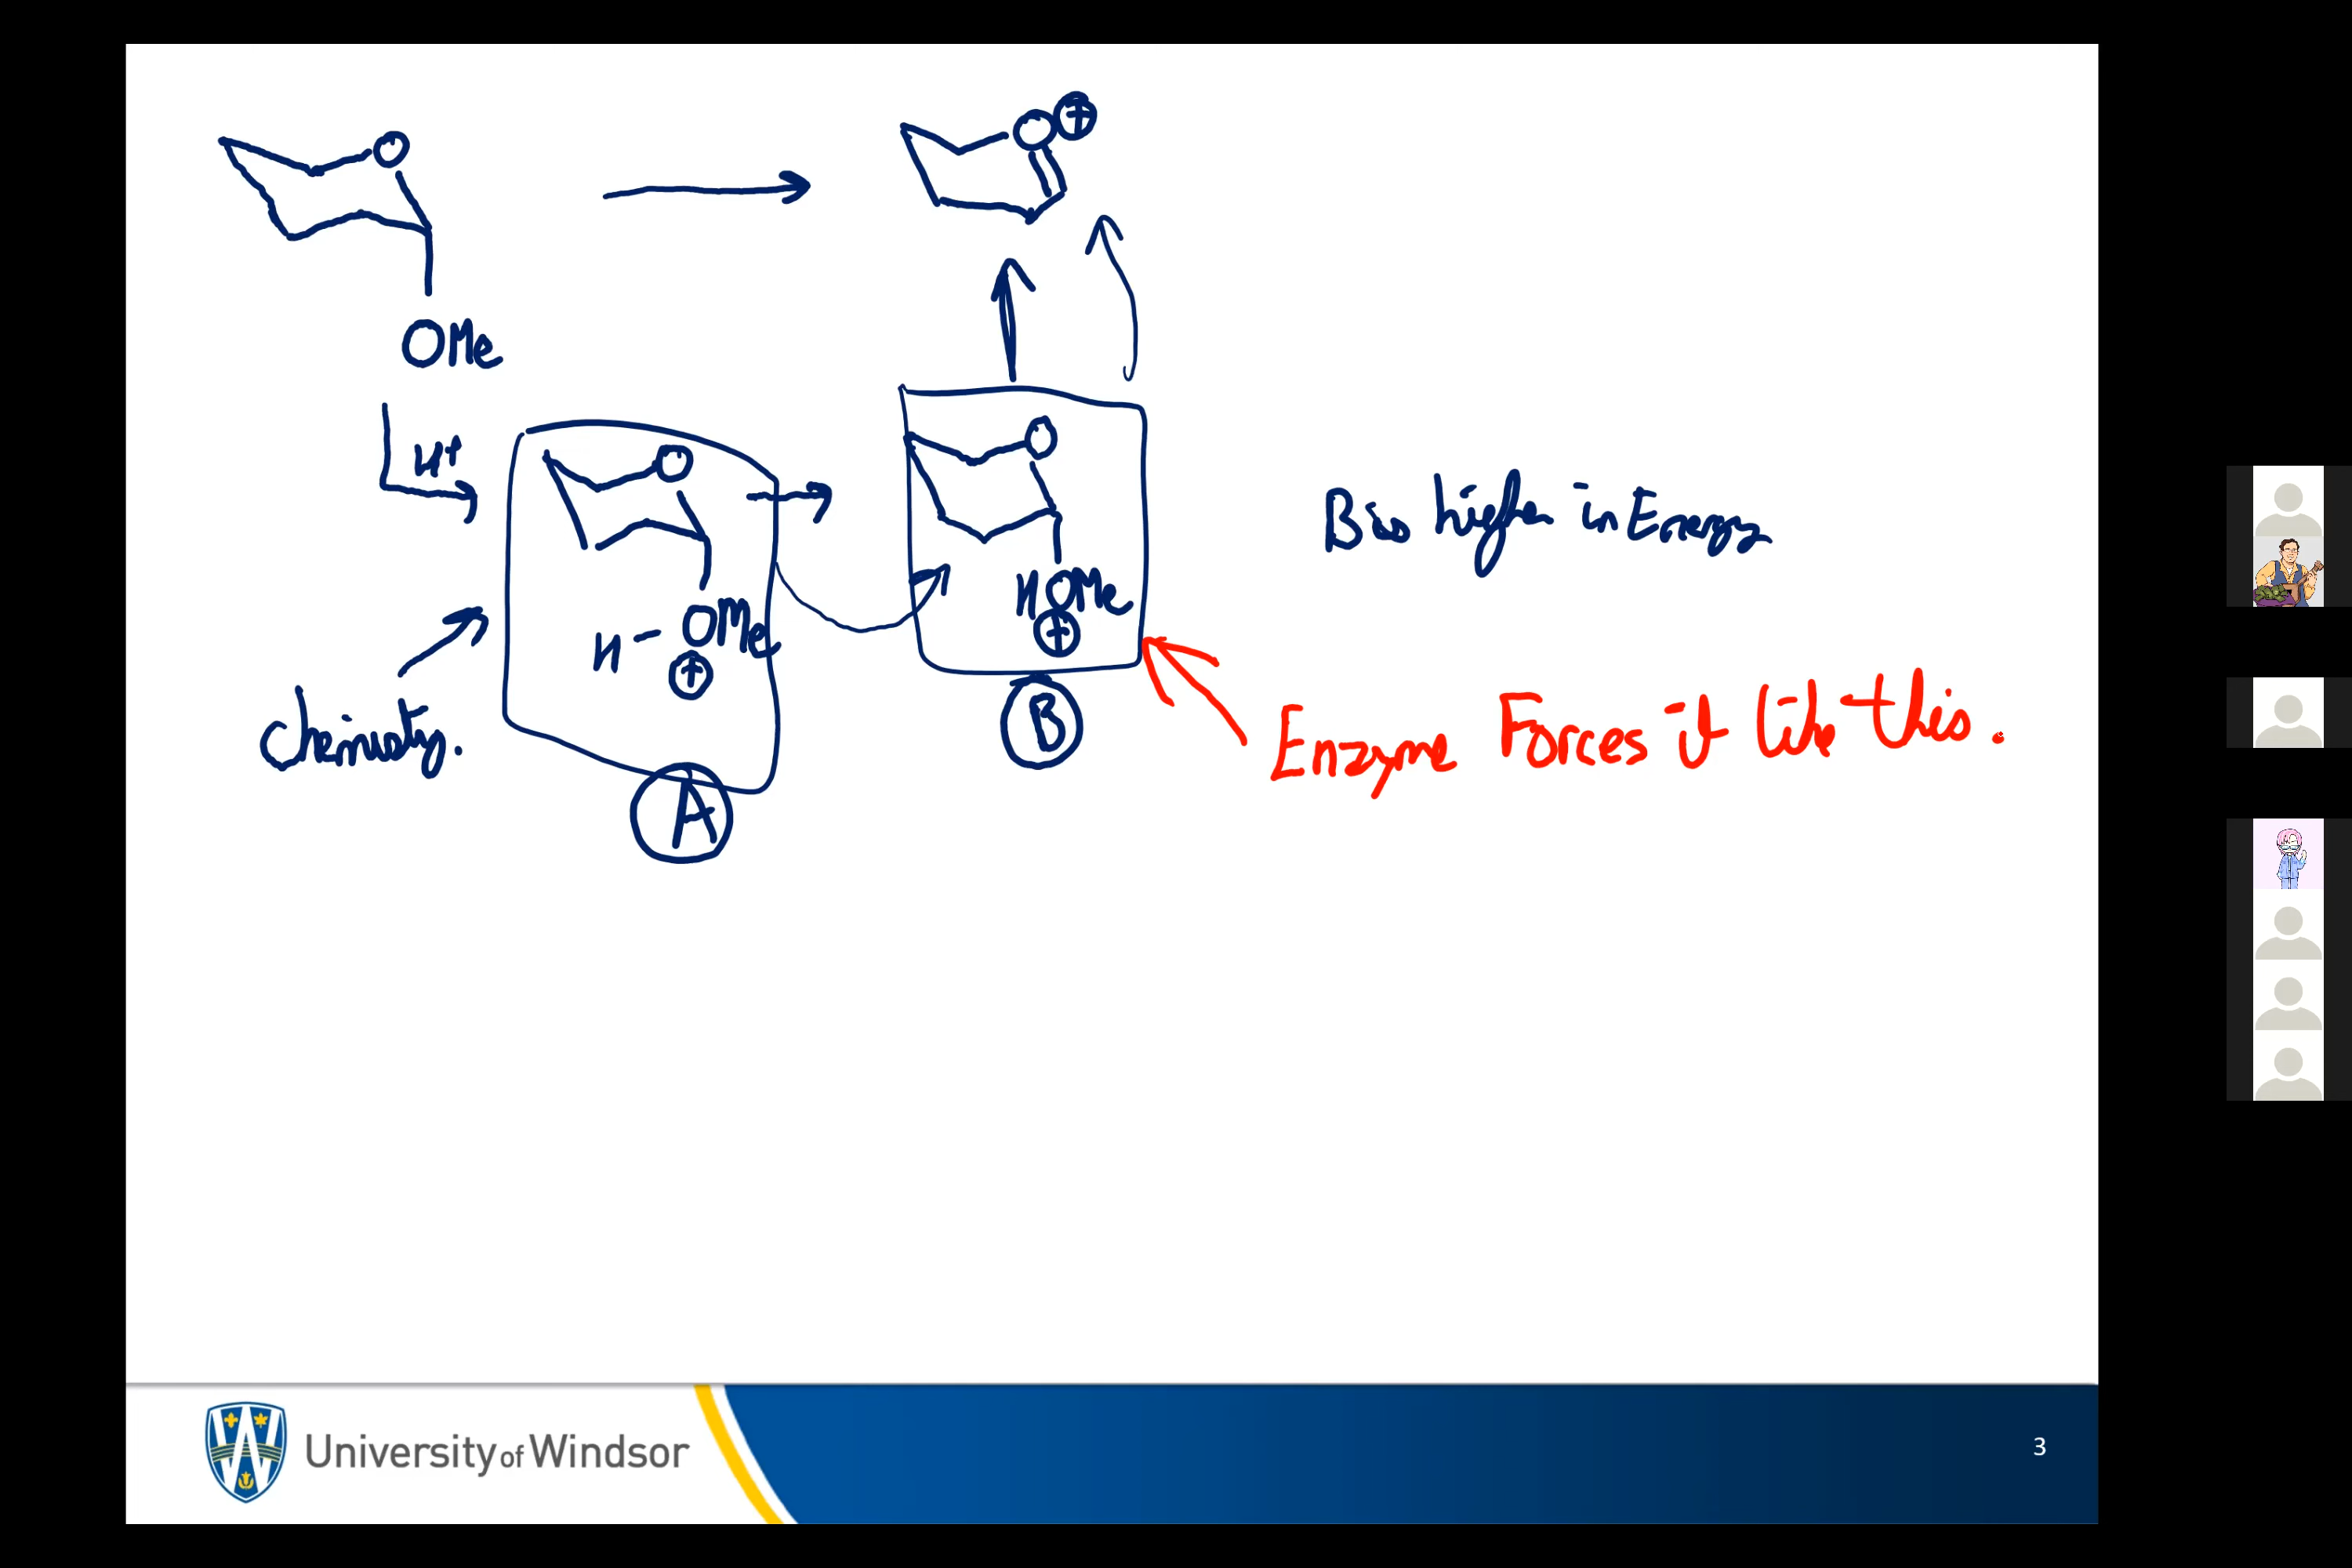 O ⊕
O
OMe
H⁺
O
O
B is higher in Energy
H OMe
⊕
H - OMe
⊕
chemistry.
B
Enzyme Forces it like this.
A
University of Windsor
3